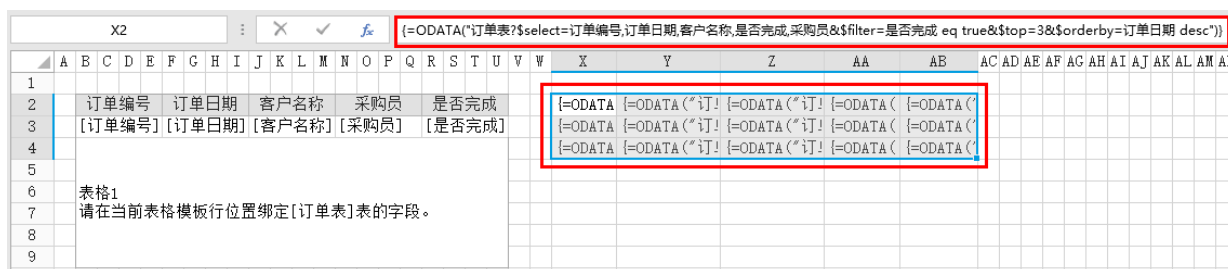 X2 fx {=ODATA("订单表?$select=订单编号,订单日期,客户名称,是否完成,采购员&$filter=是否完成 eq true&$top=3&$orderby=订单日期 desc")}
A B C D E F G H I J K L M N O P Q R S T U V W X Y Z AA AB AC AD AE AF AG AH AI AJ AK AL AM
1
2 订单编号 订单日期 客户名称 采购员 是否完成 {=ODATA {=ODATA("订! {=ODATA("订! {=ODATA( {=ODATA("
3 [订单编号] [订单日期] [客户名称] [采购员] [是否完成] {=ODATA {=ODATA("订! {=ODATA("订! {=ODATA( {=ODATA("
4 {=ODATA {=ODATA("订! {=ODATA("订! {=ODATA( {=ODATA("
5
6 表格1
7 请在当前表格模板行位置绑定[订单表]表的字段。
8
9